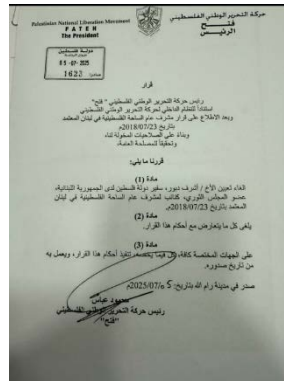 Palestinian National Liberation Movement
FATEH
The President
حركة التحرير الوطني الفلسطيني
فتح
الرئيس
دولة فلسطين
05-07-2025
1622
قرار
رئيس حركة التحرير الوطني الفلسطيني " فتح"
استناداً للنظام الداخلي لحركة التحرير الوطني الفلسطيني
وبعد الاطلاع على قرار مشرف عام الساحة الفلسطينية في لبنان المعتمد
بتاريخ 2018/07/23م
وبناءً على الصلاحيات المخولة لنا،
وتحقيقاً للمصلحة العامة،
قررنا ما يلي:
مادة (1)
الغاء تعيين الأخ / أشرف دبور، سفير دولة فلسطين لدى الجمهورية اللبنانية،
عضو المجلس الثوري، كنائب لمشرف عام الساحة الفلسطينية في لبنان
المعتمد بتاريخ 2018/07/23م.
مادة (2)
يلغى كل ما يتعارض مع أحكام هذا القرار.
مادة (3)
على الجهات المختصة كافة، كل فيما يخصه، تنفيذ أحكام هذا القرار، ويعمل به
من تاريخ صدوره.
صدر في مدينة رام الله بتاريخ: 5 /2025/07م
محمود عباس
رئيس حركة التحرير الوطني الفلسطيني
"فتح"